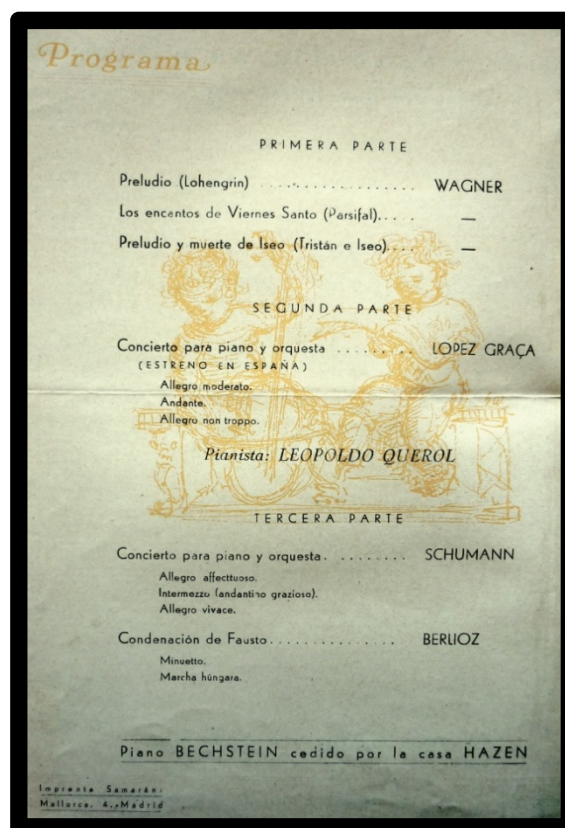 Programa
PRIMERA PARTE
Preludio (Lohengrin) . . . . . . . . . . . . . . . . . WAGNER
Los encantos de Viernes Santo (Parsifal). . . . . —
Preludio y muerte de Iseo (Tristán e Iseo). . . . —
SEGUNDA PARTE
Concierto para piano y orquesta . . . . . . . . . LOPEZ GRAÇA
(ESTRENO EN ESPAÑA)
Allegro moderato.
Andante.
Allegro non troppo.
Pianista: LEOPOLDO QUEROL
TERCERA PARTE
Concierto para piano y orquesta. . . . . . . . . SCHUMANN
Allegro affecttuoso.
Intermezzo (andantino grazioso).
Allegro vivace.
Condenación de Fausto. . . . . . . . . . . . . . . BERLIOZ
Minuetto.
Marcha húngara.
Piano BECHSTEIN cedido por la casa HAZEN
Imprenta Samarán:
Mallorca, 4.-Madrid